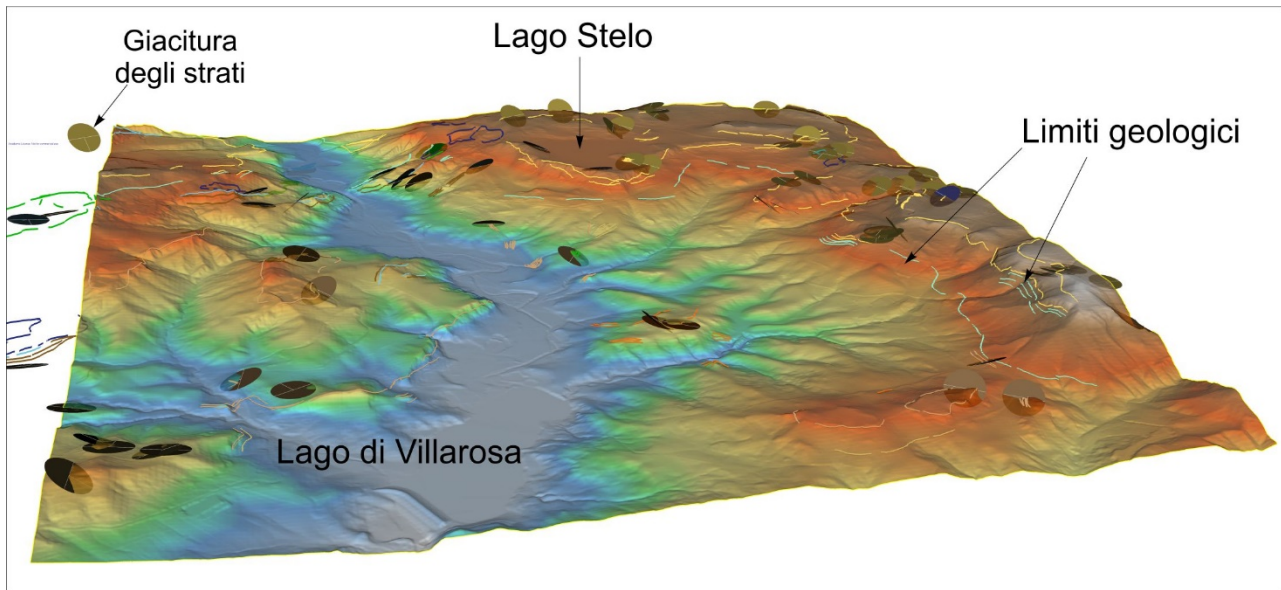 Giacitura
degli strati
Lago Stelo
Limiti geologici
Lago di Villarosa